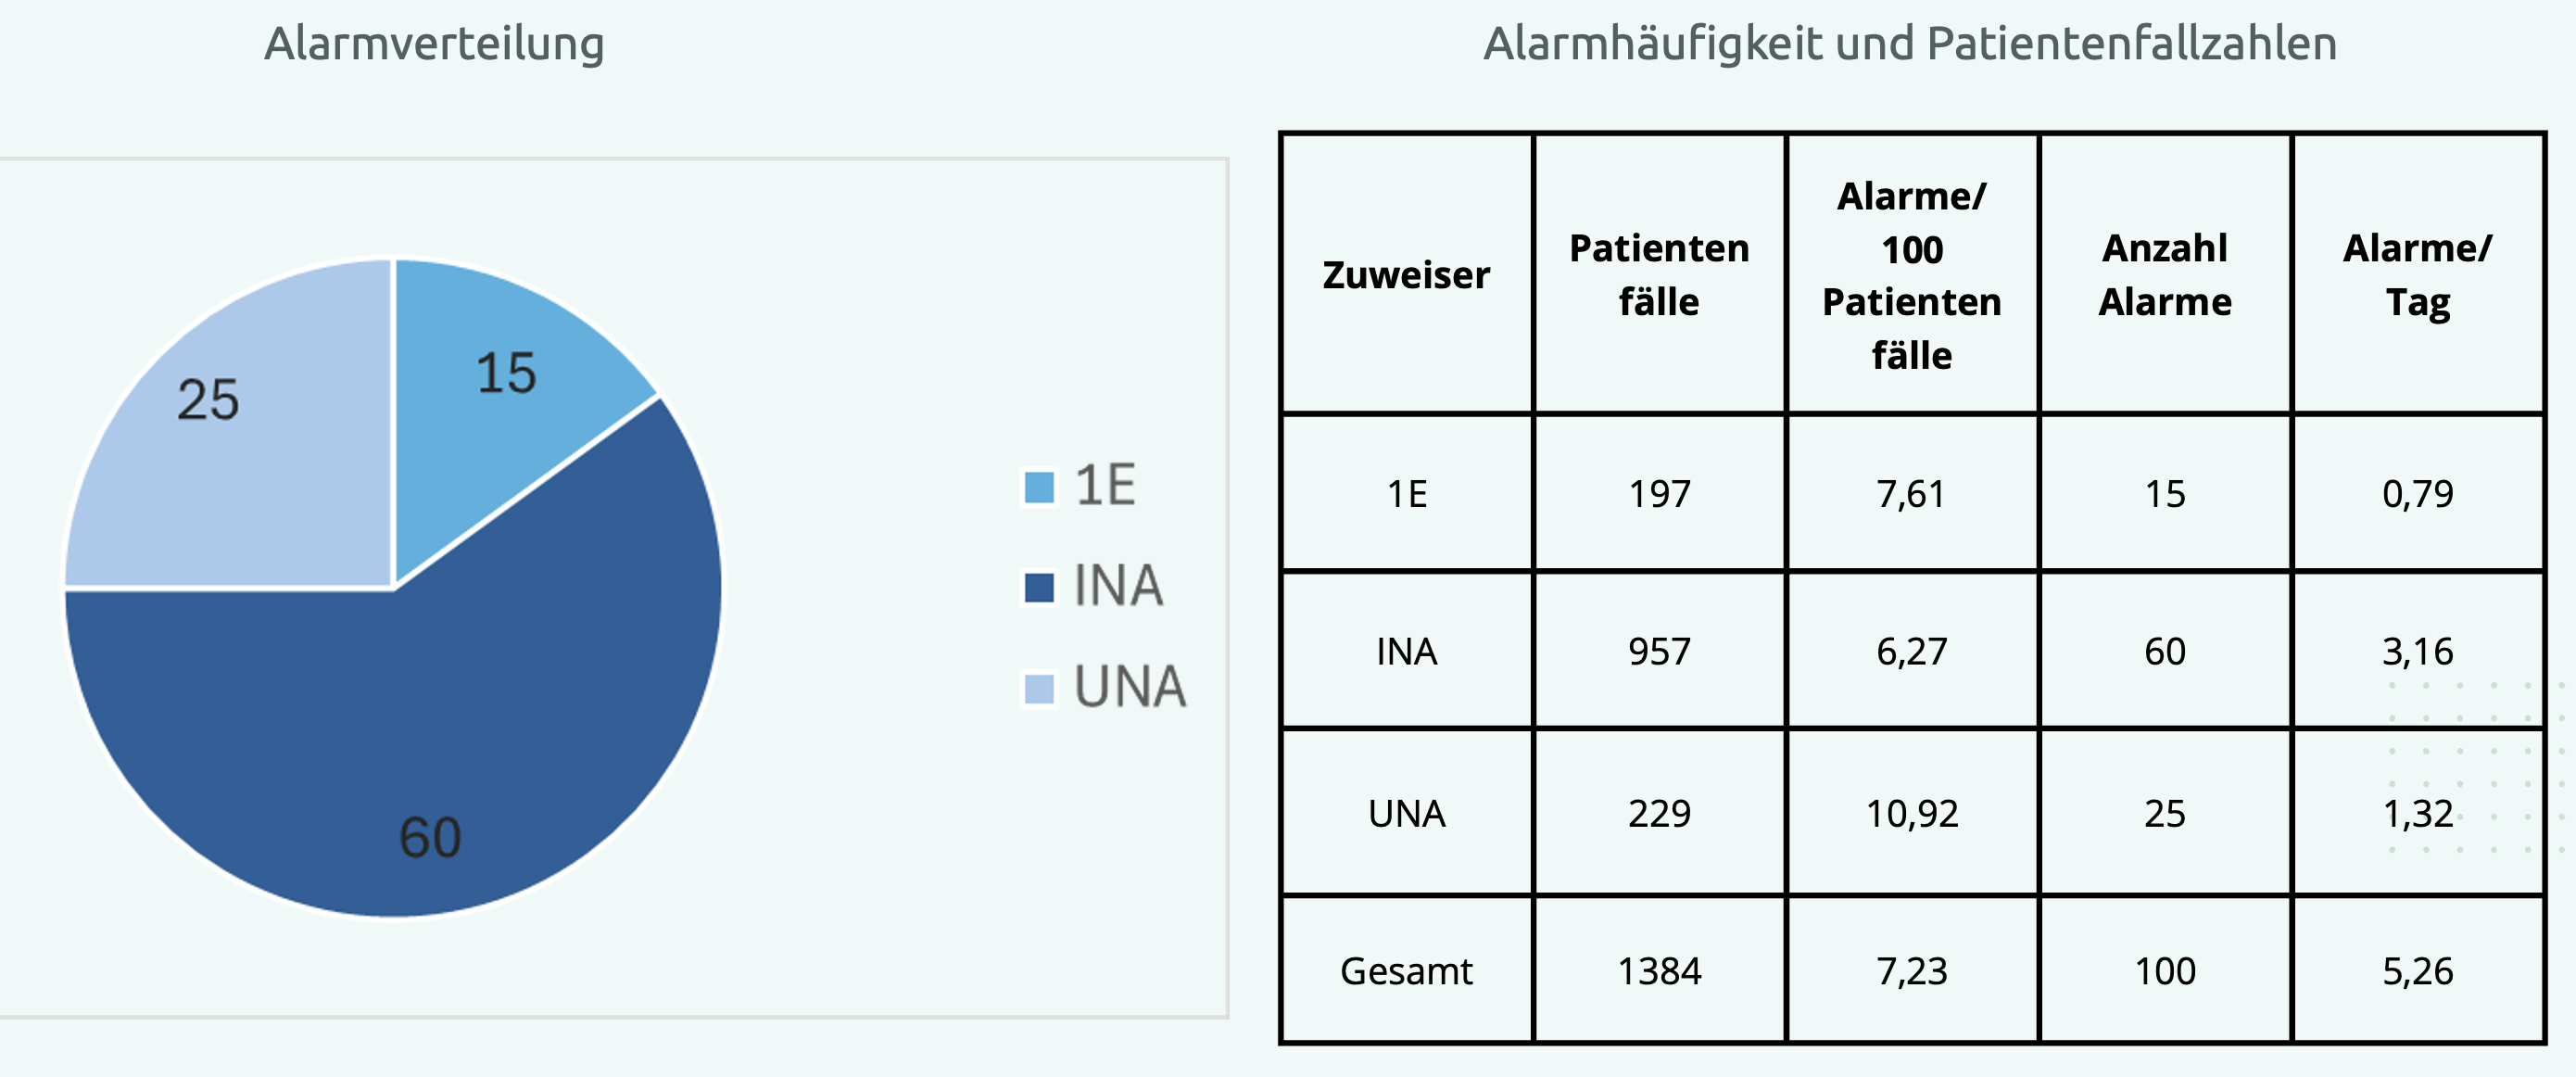 Alarmverteilung
25
15
60
1E
INA
UNA
Alarmhäufigkeit und Patientenfallzahlen
Zuweiser
Patienten
fälle
Alarme/
100
Patienten
fälle
Anzahl
Alarme
Alarme/
Tag
1E 197 7,61 15 0,79
INA 957 6,27 60 3,16
UNA 229 10,92 25 1,32
Gesamt 1384 7,23 100 5,26